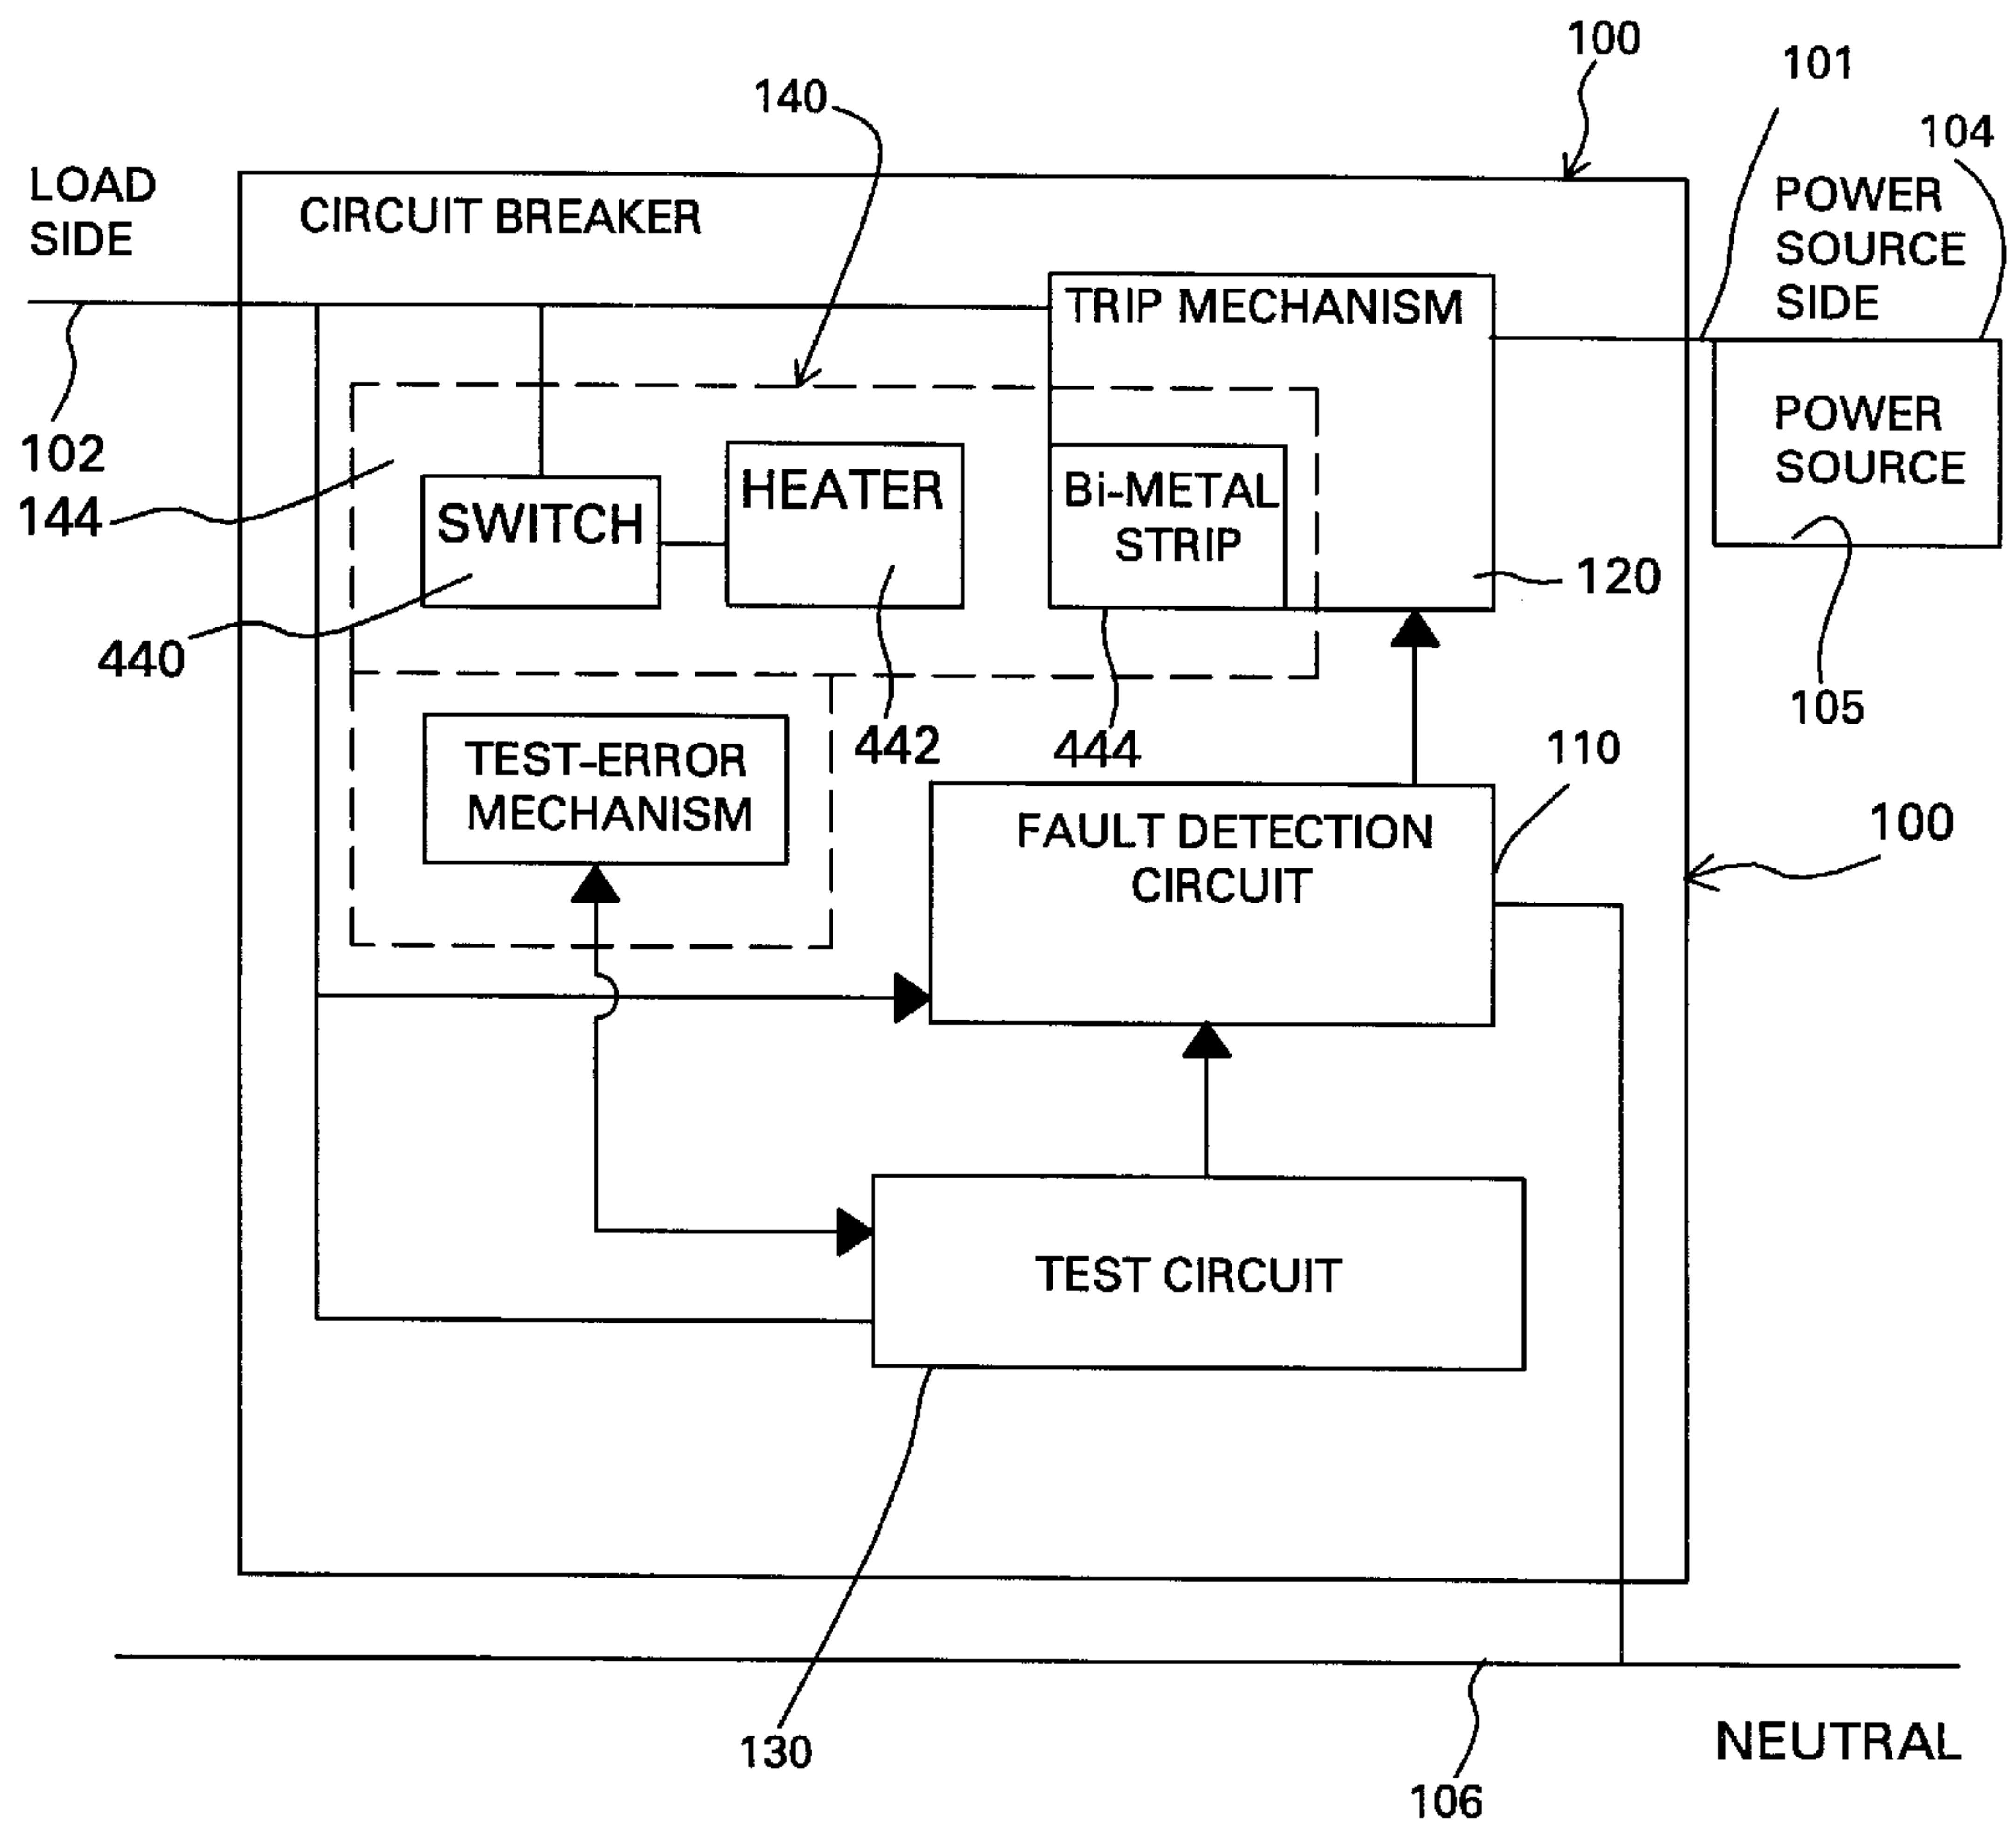 100
101
140
104
LOAD
SIDE
POWER
SOURCE
SIDE
CIRCUIT BREAKER
TRIP MECHANISM
102
POWER
SOURCE
144
SWITCH
HEATER
Bi-METAL
STRIP
120
440
442
444
105
110
TEST-ERROR
MECHANISM
FAULT DETECTION
CIRCUIT
100
TEST CIRCUIT
130
106
NEUTRAL